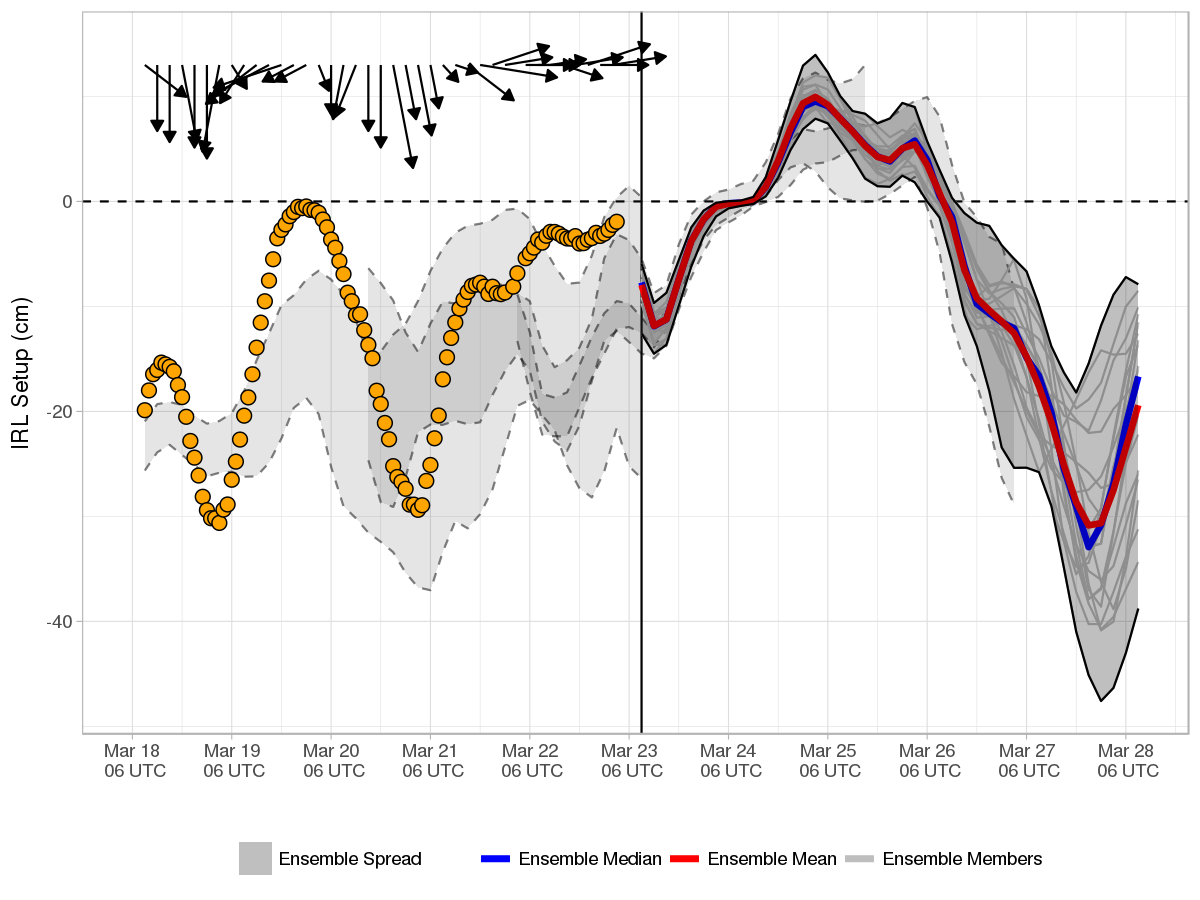 IRL Setup (cm)
0
-20
-40
Mar 18
06 UTC
Mar 19
06 UTC
Mar 20
06 UTC
Mar 21
06 UTC
Mar 22
06 UTC
Mar 23
06 UTC
Mar 24
06 UTC
Mar 25
06 UTC
Mar 26
06 UTC
Mar 27
06 UTC
Mar 28
06 UTC
Ensemble Spread
Ensemble Median
Ensemble Mean
Ensemble Members